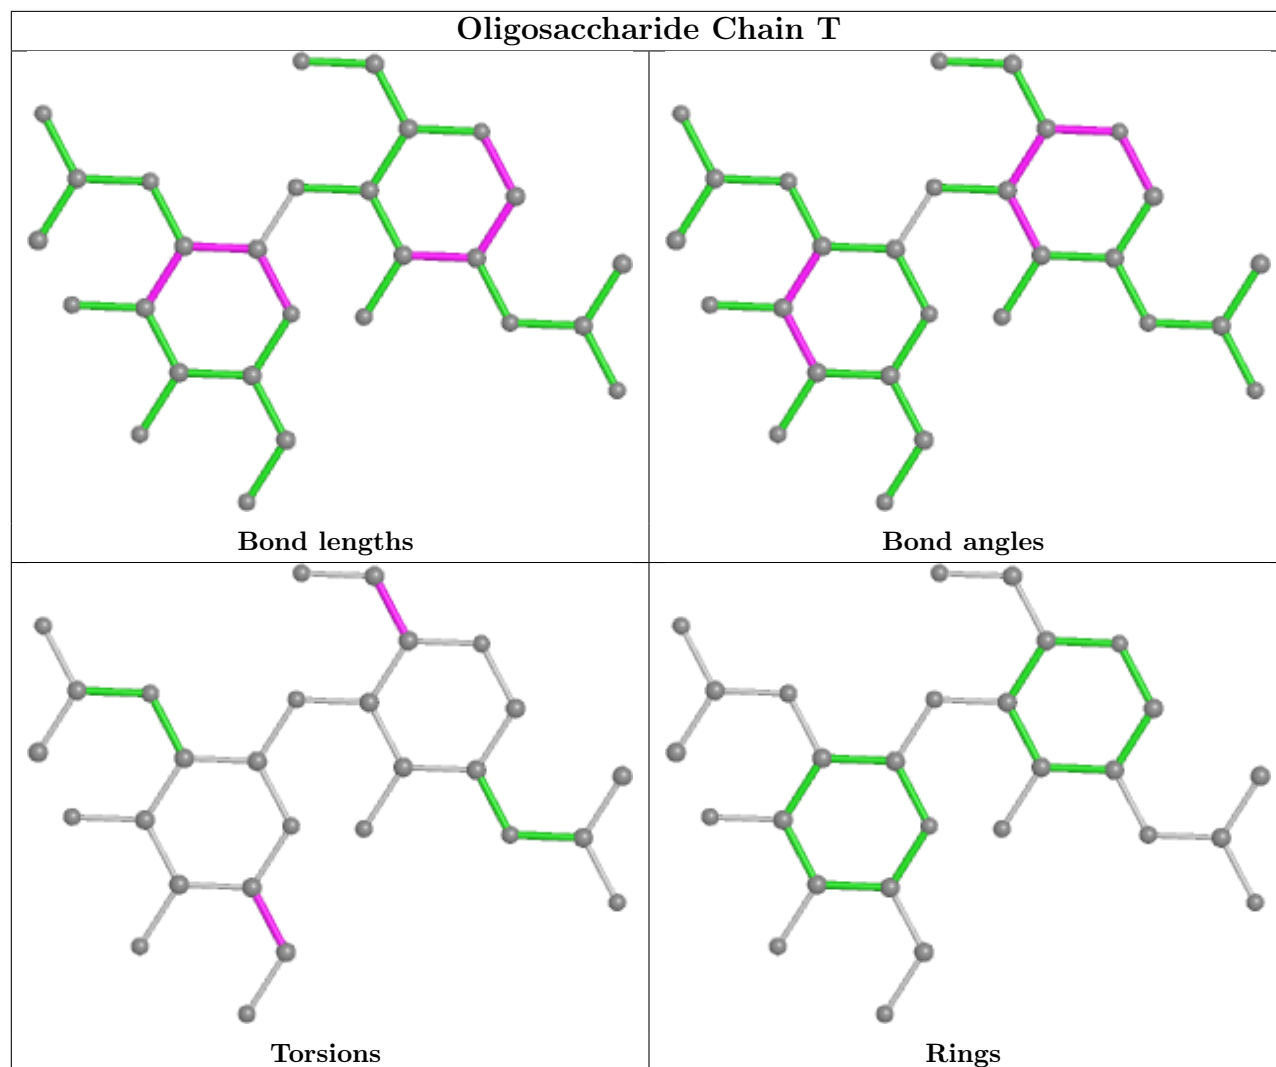 Oligosaccharide Chain T
Bond lengths
Bond angles
Torsions
Rings